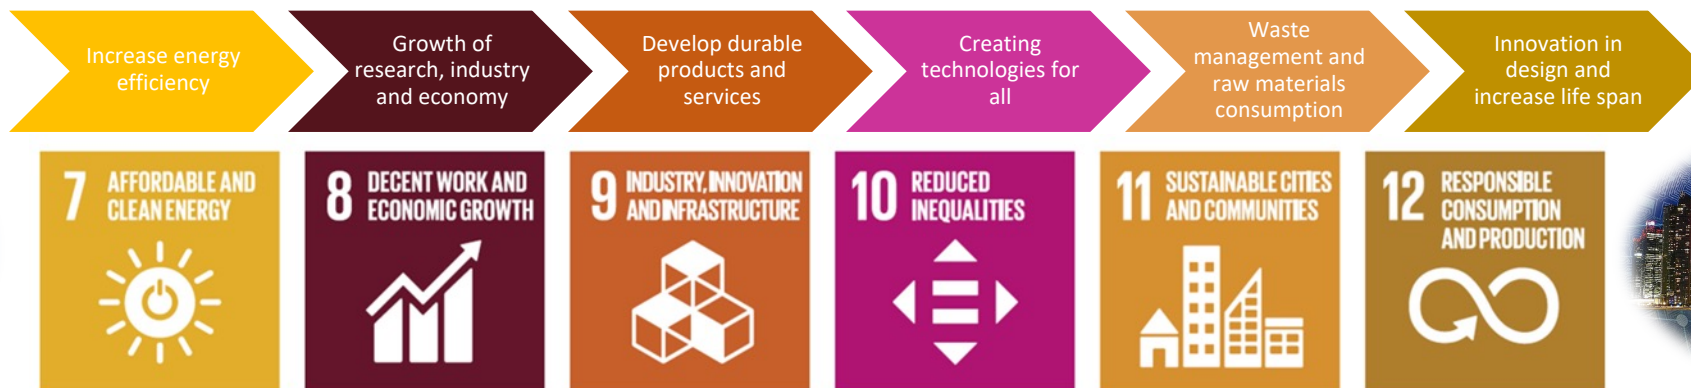 Increase energy
efficiency
Growth of
research, industry
and economy
Develop durable
products and
services
Creating
technologies for
all
Waste
management and
raw materials
consumption
Innovation in
design and
increase life span
7 AFFORDABLE AND
CLEAN ENERGY
8 DECENT WORK AND
ECONOMIC GROWTH
9 INDUSTRY, INNOVATION
AND INFRASTRUCTURE
10 REDUCED
INEQUALITIES
11 SUSTAINABLE CITIES
AND COMMUNITIES
12 RESPONSIBLE
CONSUMPTION
AND PRODUCTION